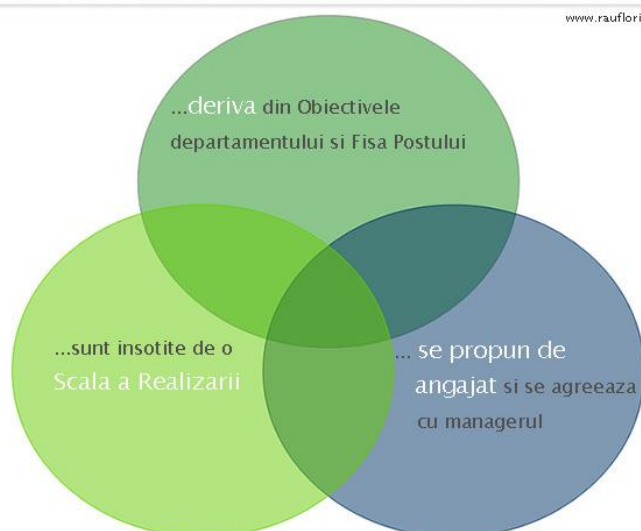 www.rauflori
...deriva din Obiectivele
departamentului si Fisa Postului
...sunt insotite de o
Scala a Realizarii
... se propun de
angajat si se agreeaza
cu managerul